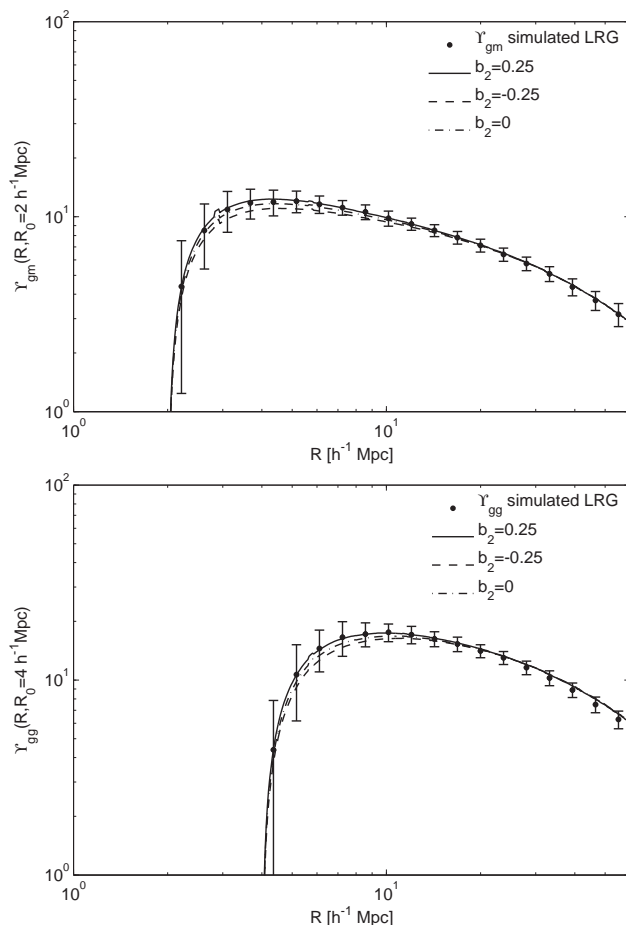 10²
ϒgm simulated LRG
b₂=0.25
b₂=-0.25
b₂=0
ϒgm(R,R₀=2 h⁻¹Mpc)
10¹
10⁰
10⁰
10¹
R [h⁻¹ Mpc]
10²
ϒgg simulated LRG
b₂=0.25
b₂=-0.25
b₂=0
ϒgg(R,R₀=4 h⁻¹Mpc)
10¹
10⁰
10⁰
10¹
R [h⁻¹ Mpc]